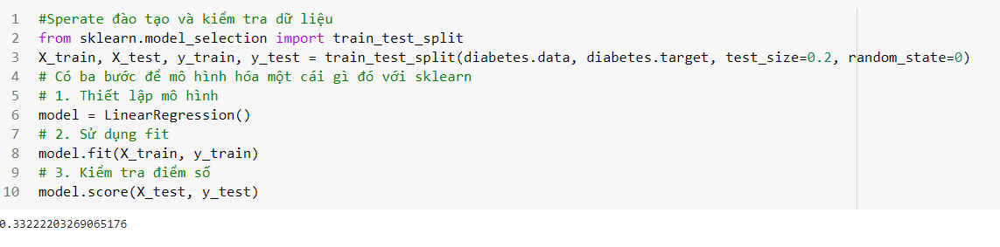 1 #Sperate đào tạo và kiểm tra dữ liệu
2 from sklearn.model_selection import train_test_split
3 X_train, X_test, y_train, y_test = train_test_split(diabetes.data, diabetes.target, test_size=0.2, random_state=0)
4 # Có ba bước để mô hình hóa một cái gì đó với sklearn
5 # 1. Thiết lập mô hình
6 model = LinearRegression()
7 # 2. Sử dụng fit
8 model.fit(X_train, y_train)
9 # 3. Kiểm tra điểm số
10 model.score(X_test, y_test)
0.33222203269065176